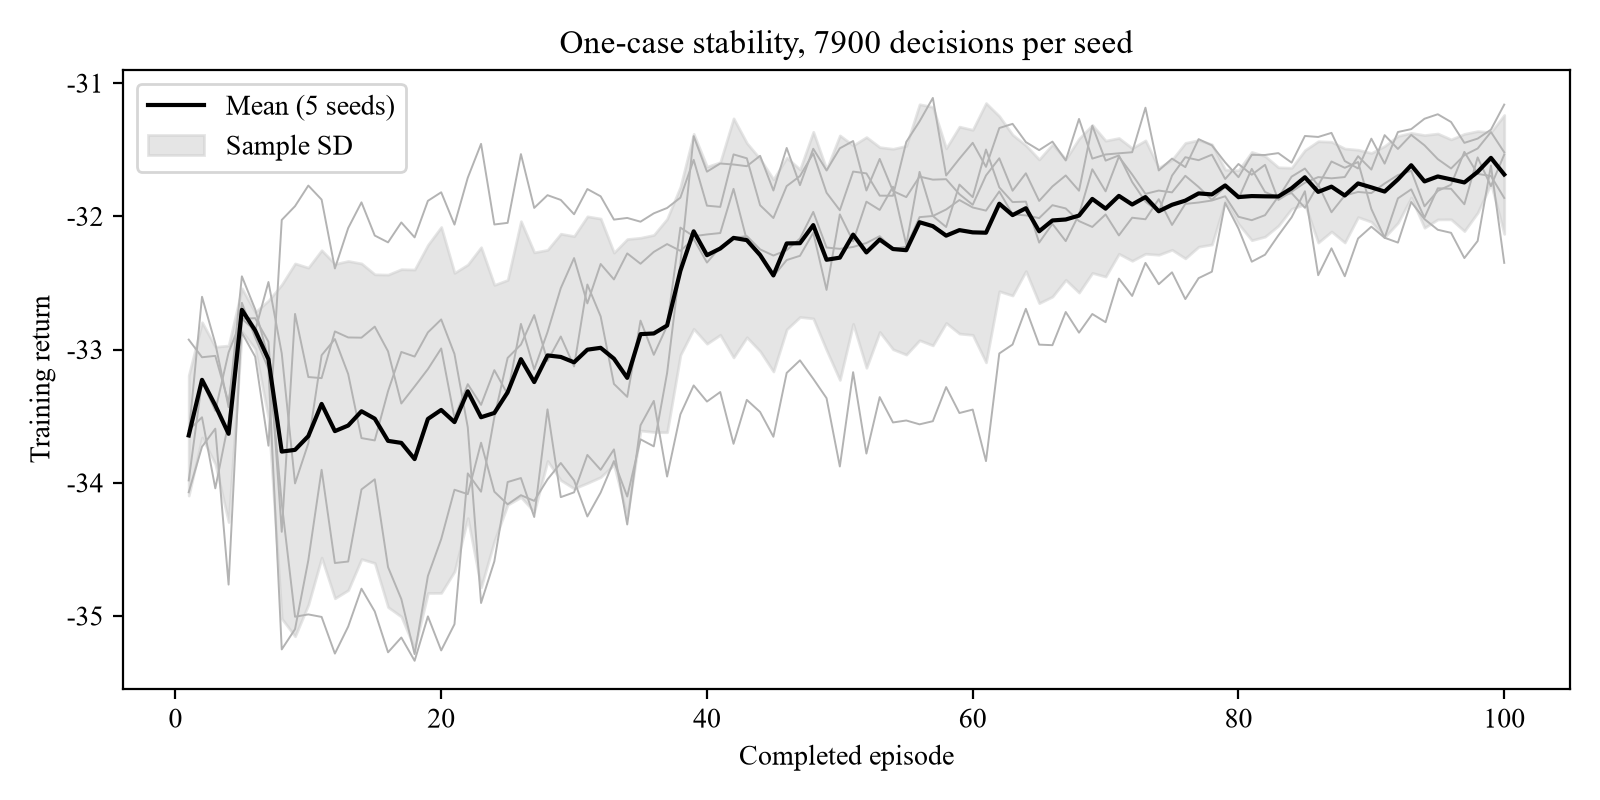 One-case stability, 7900 decisions per seed
-31
-32
-33
-34
-35
Training return
Mean (5 seeds)
Sample SD
0
20
40
60
80
100
Completed episode